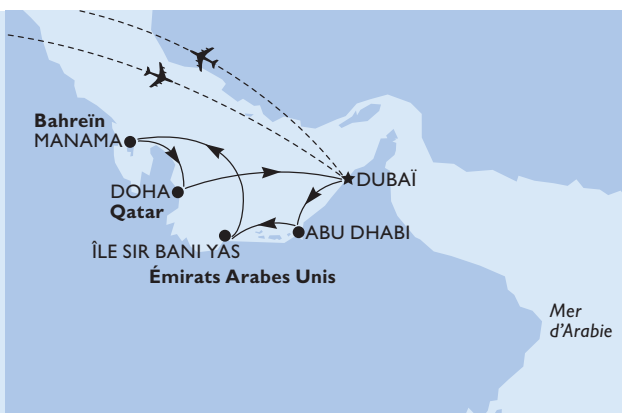 Bahreïn
MANAMA
DOHA
Qatar
DUBAÏ
ABU DHABI
ÎLE SIR BANI YAS
Émirats Arabes Unis
Mer
d'Arabie